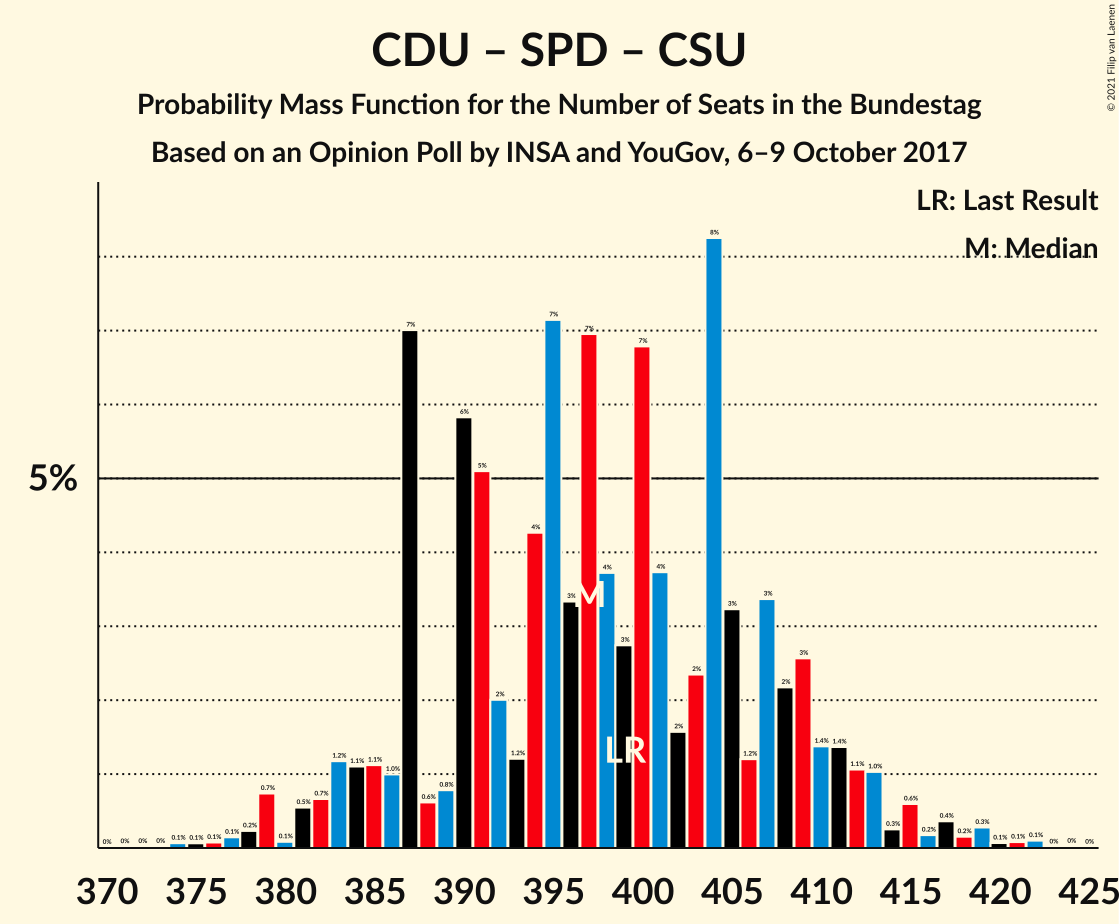 CDU – SPD – CSU
Probability Mass Function for the Number of Seats in the Bundestag
Based on an Opinion Poll by INSA and YouGov, 6–9 October 2017
© 2021 Filip van Laenen
LR: Last Result
M: Median
5%
0% 0% 0% 0% 0.1% 0.1% 0.1% 0.1% 0.2% 0.7% 0.1% 0.5% 0.7% 1.2% 1.1% 1.1% 1.0% 7% 0.6% 0.8% 6% 5% 2% 1.2% 4% 7% 3% 7% 4% 3% 7% 4% 2% 2% 8% 3% 1.2% 3% 2% 3% 1.4% 1.4% 1.1% 1.0% 0.3% 0.6% 0.2% 0.4% 0.2% 0.3% 0.1% 0.1% 0.1% 0% 0% 0%
M
LR
370 375 380 385 390 395 400 405 410 415 420 425